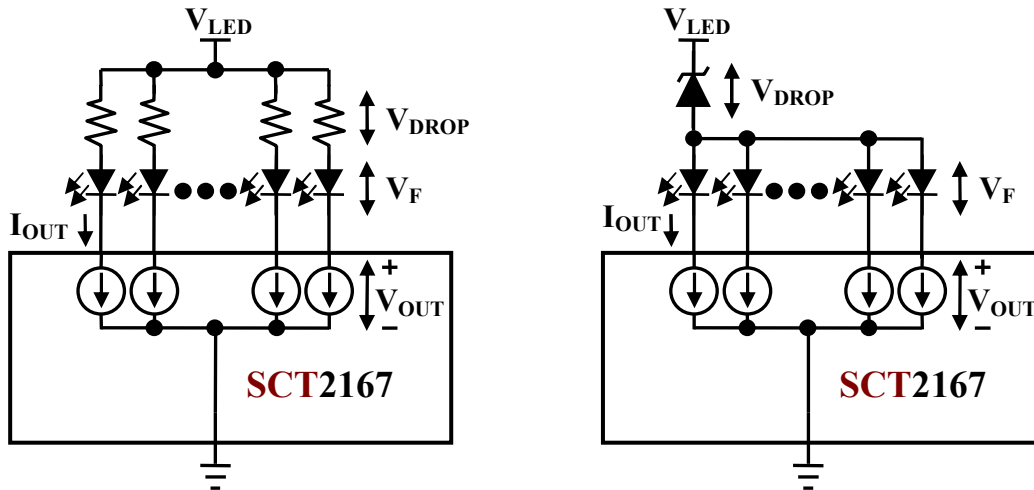 VLED
VDROP
VF
IOUT
+
VOUT
–
SCT2167
VLED
VDROP
VF
IOUT
+
VOUT
–
SCT2167